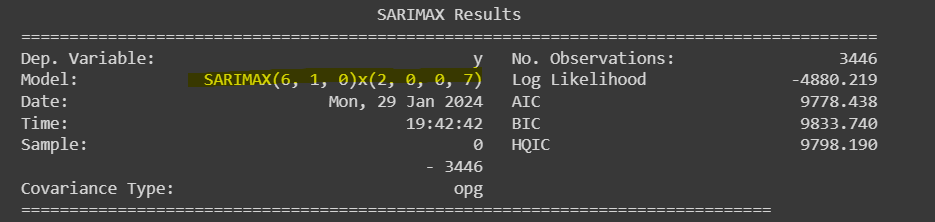 SARIMAX Results
==========================================================================================
Dep. Variable: y No. Observations: 3446
Model: SARIMAX(6, 1, 0)x(2, 0, 0, 7) Log Likelihood -4880.219
Date: Mon, 29 Jan 2024 AIC 9778.438
Time: 19:42:42 BIC 9833.740
Sample: 0 HQIC 9798.190
- 3446
Covariance Type: opg
==============================================================================